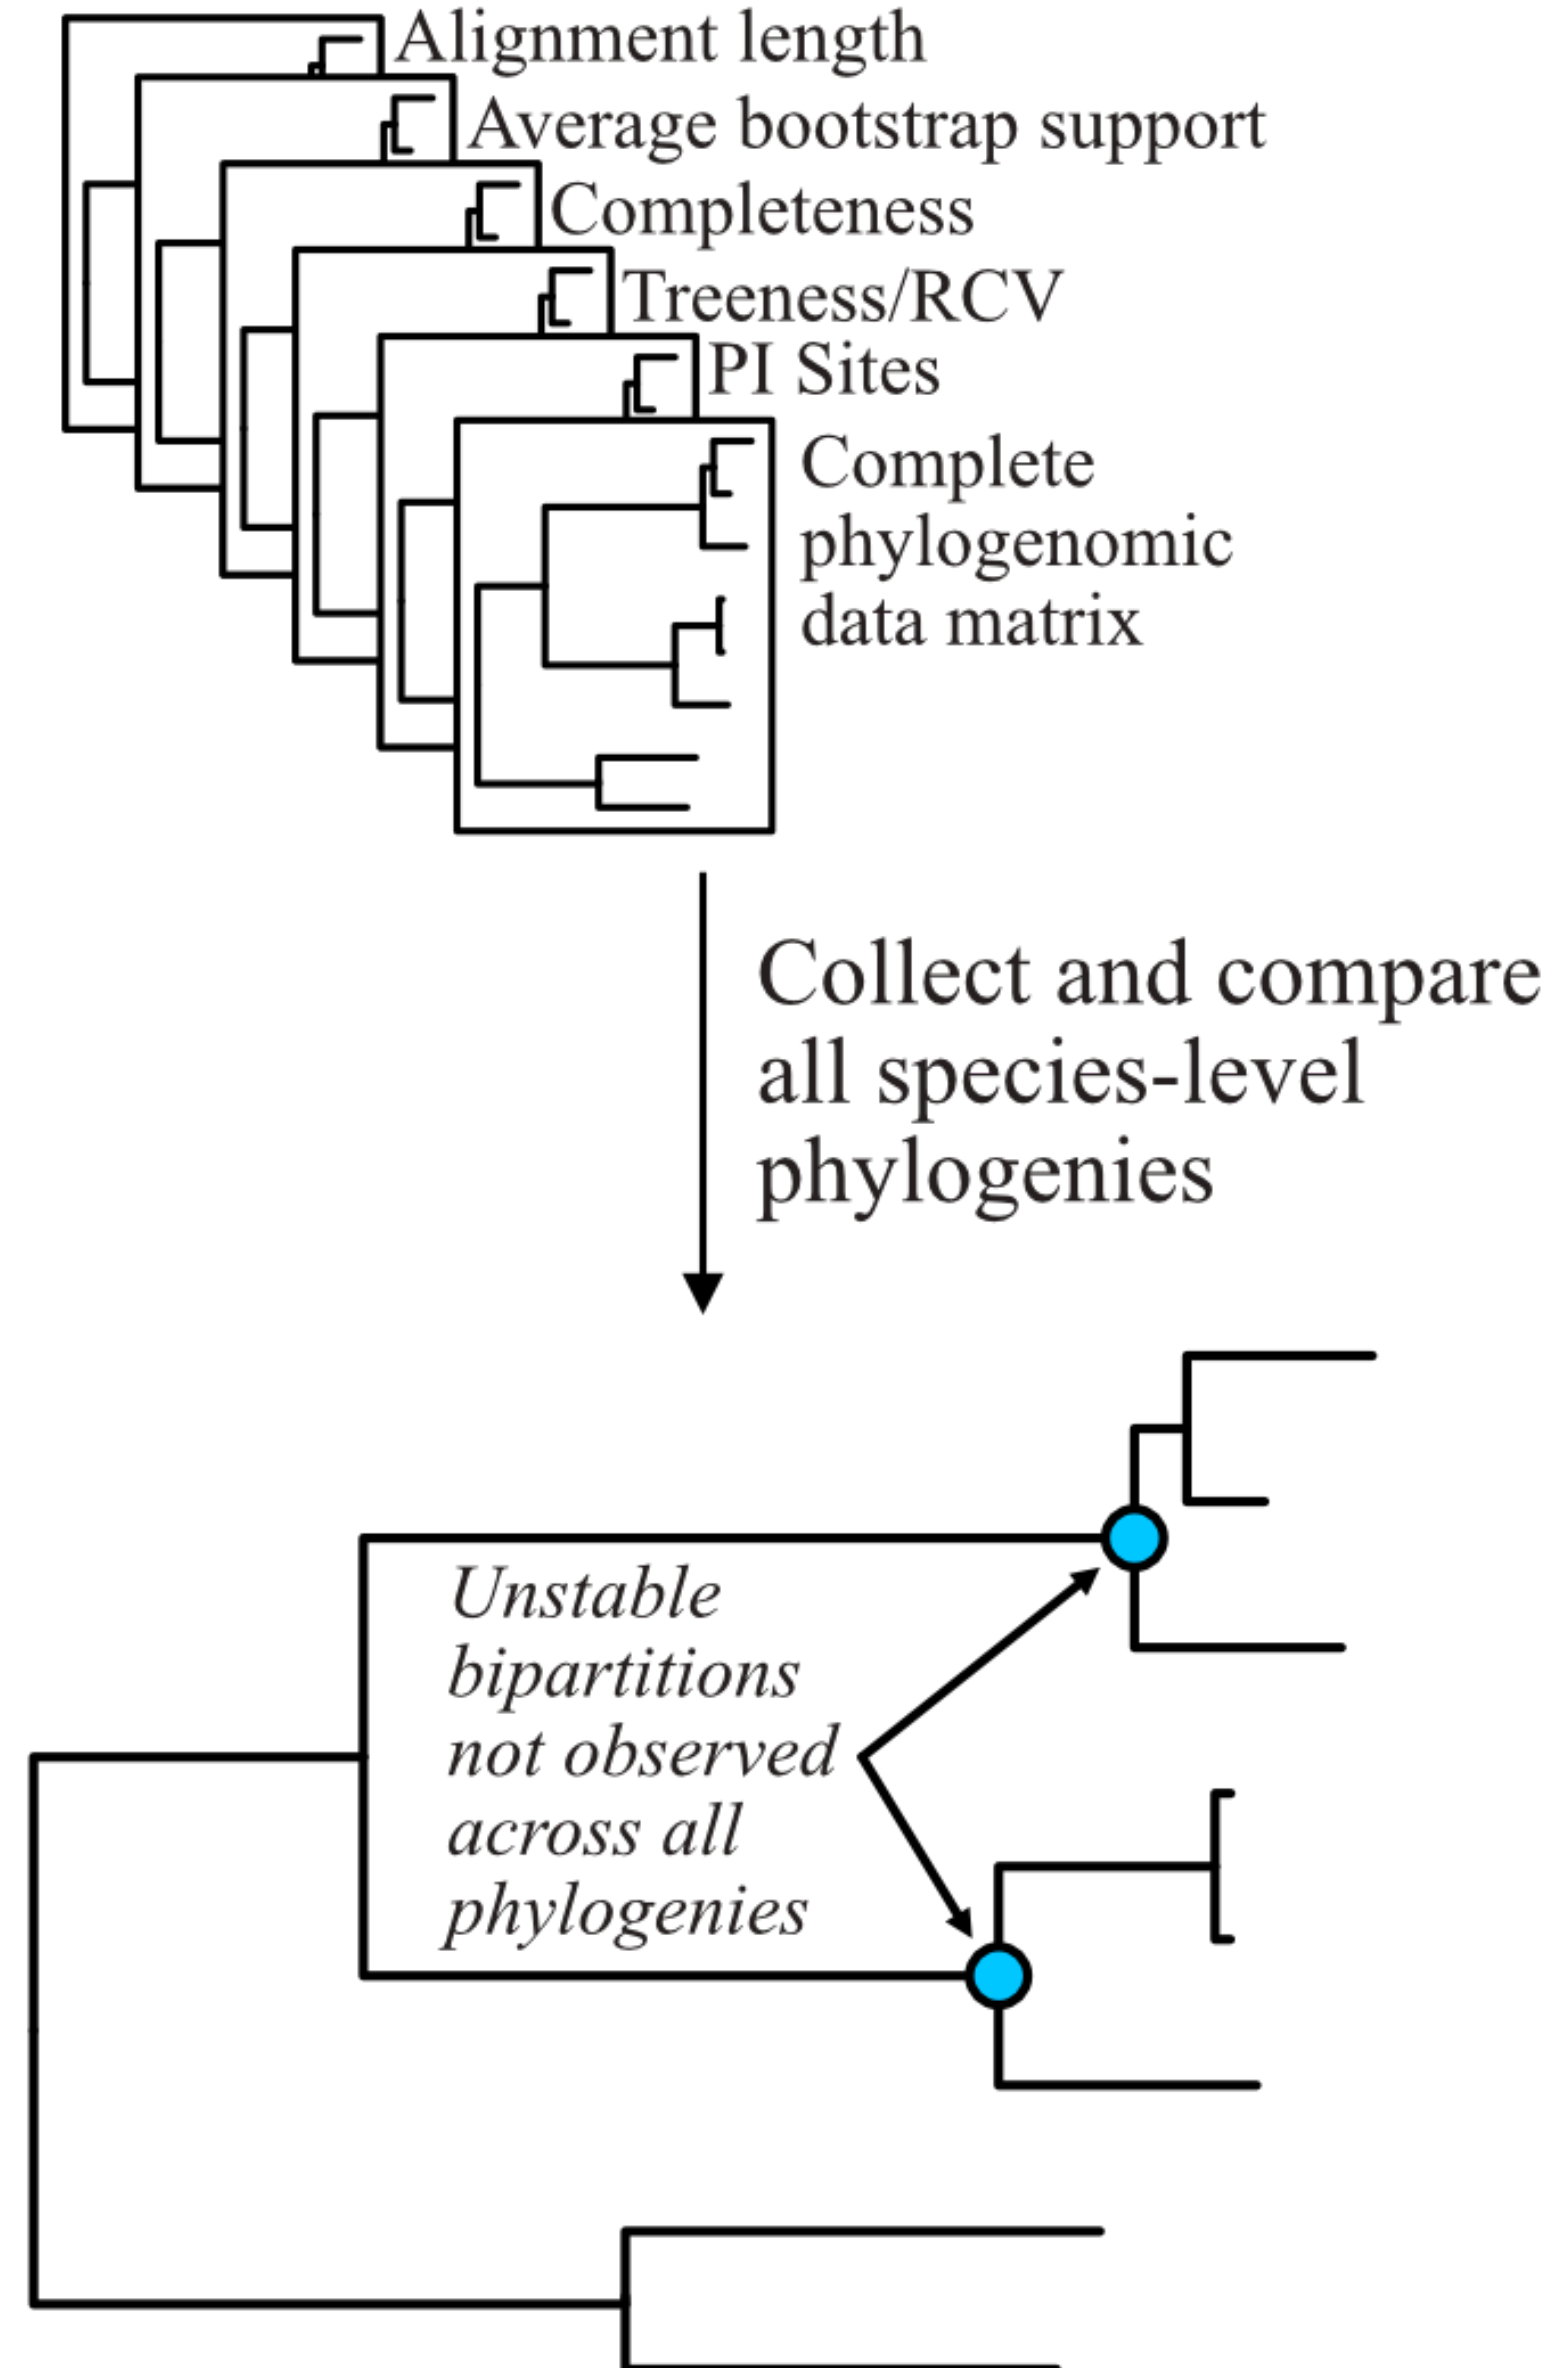 Alignment length
Average bootstrap support
Completeness
Treeness/RCV
PI Sites
Complete
phylogenomic
data matrix
Collect and compare
all species-level
phylogenies
Unstable
bipartitions
not observed
across all
phylogenies